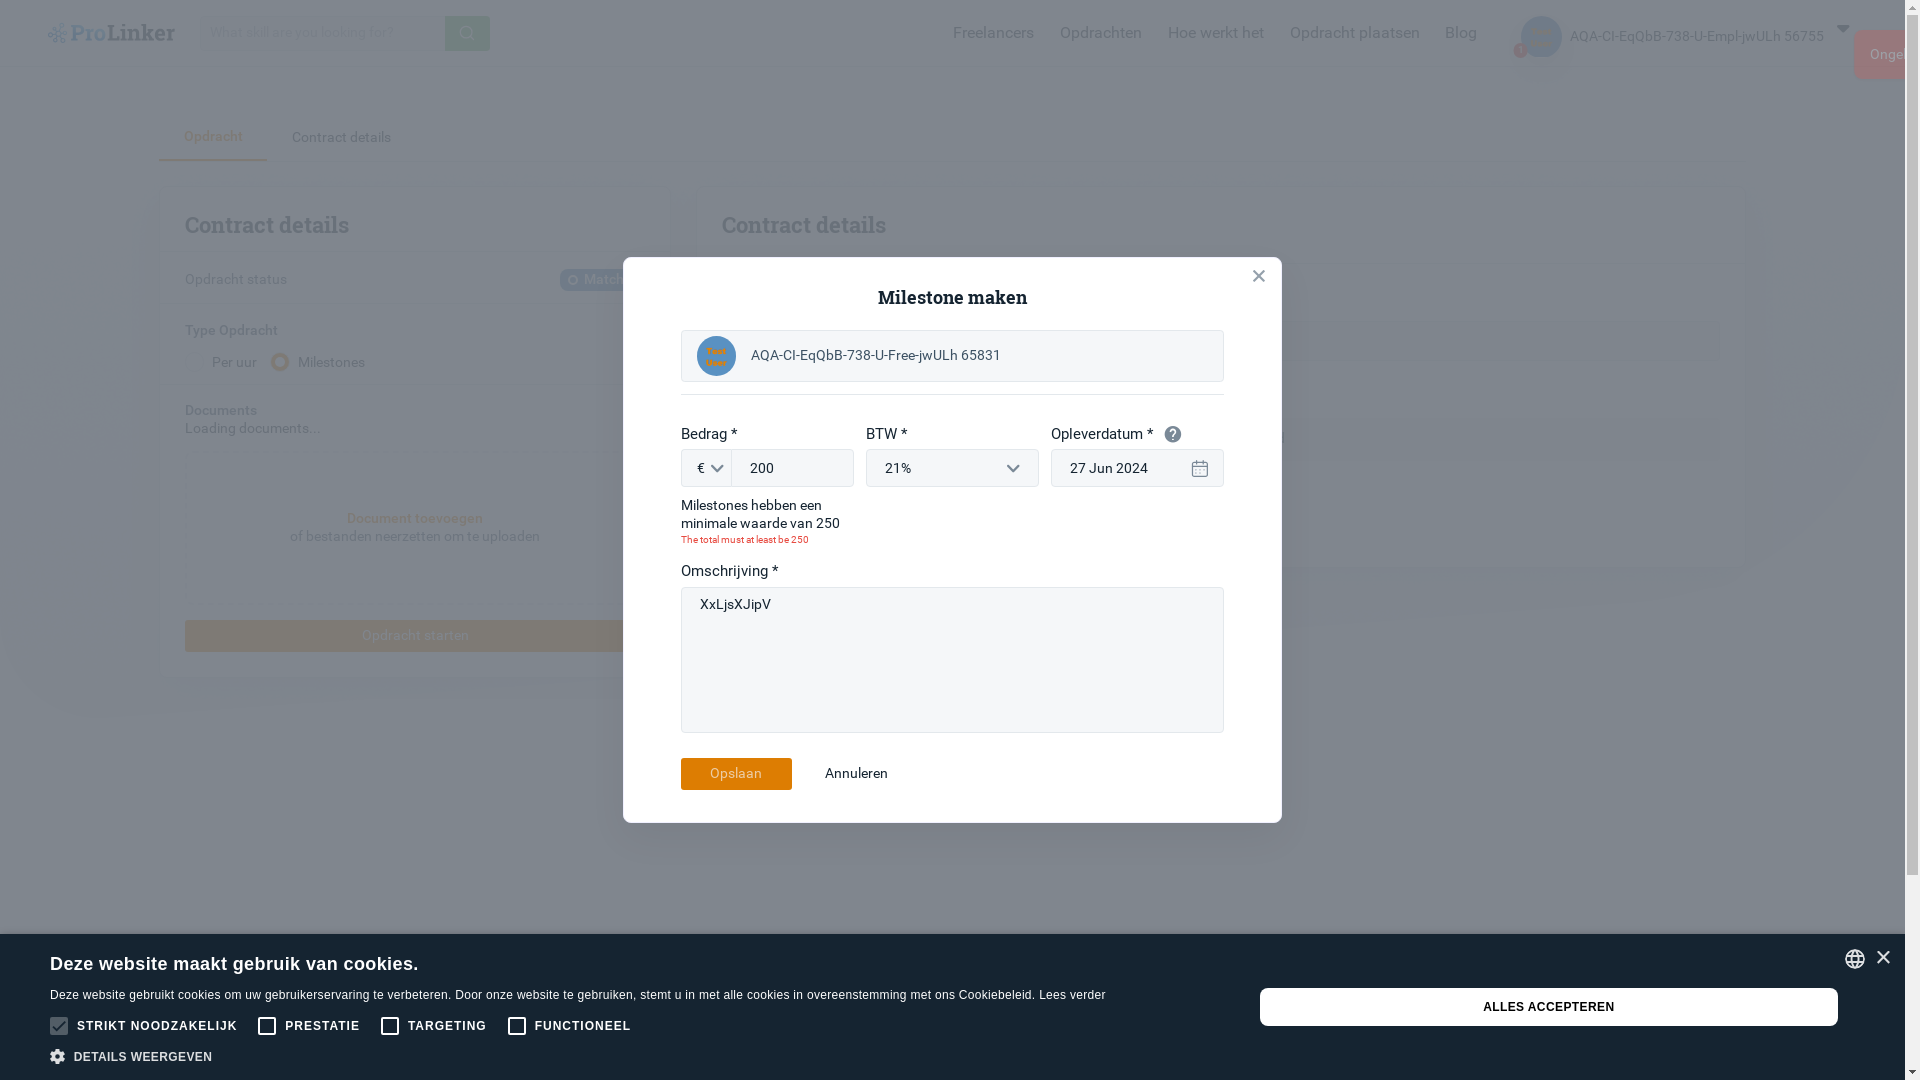 ProLinker
What skill are you looking for?
Freelancers
Opdrachten
Hoe werkt het
Opdracht plaatsen
Blog
1
AQA-CI-EqQbB-738-U-Empl-jwULh 56755
Opdracht
Contract details
Contract details
Contract details
Opdracht status
Type Opdracht
Per uur
Milestones
Documents
Loading documents...
Document toevoegen
of bestanden neerzetten om te uploaden
Opdracht starten
Milestone maken
Test
User
AQA-CI-EqQbB-738-U-Free-jwULh 65831
Bedrag *
BTW *
Opleverdatum *
?
€
200
21%
27 Jun 2024
Milestones hebben een
minimale waarde van 250
The total must at least be 250
Omschrijving *
XxLjsXJipV
Opslaan
Annuleren
Deze website maakt gebruik van cookies.
Deze website gebruikt cookies om uw gebruikerservaring te verbeteren. Door onze website te gebruiken, stemt u in met alle cookies in overeenstemming met ons Cookiebeleid. Lees verder
STRIKT NOODZAKELIJK
PRESTATIE
TARGETING
FUNCTIONEEL
DETAILS WEERGEVEN
ALLES ACCEPTEREN